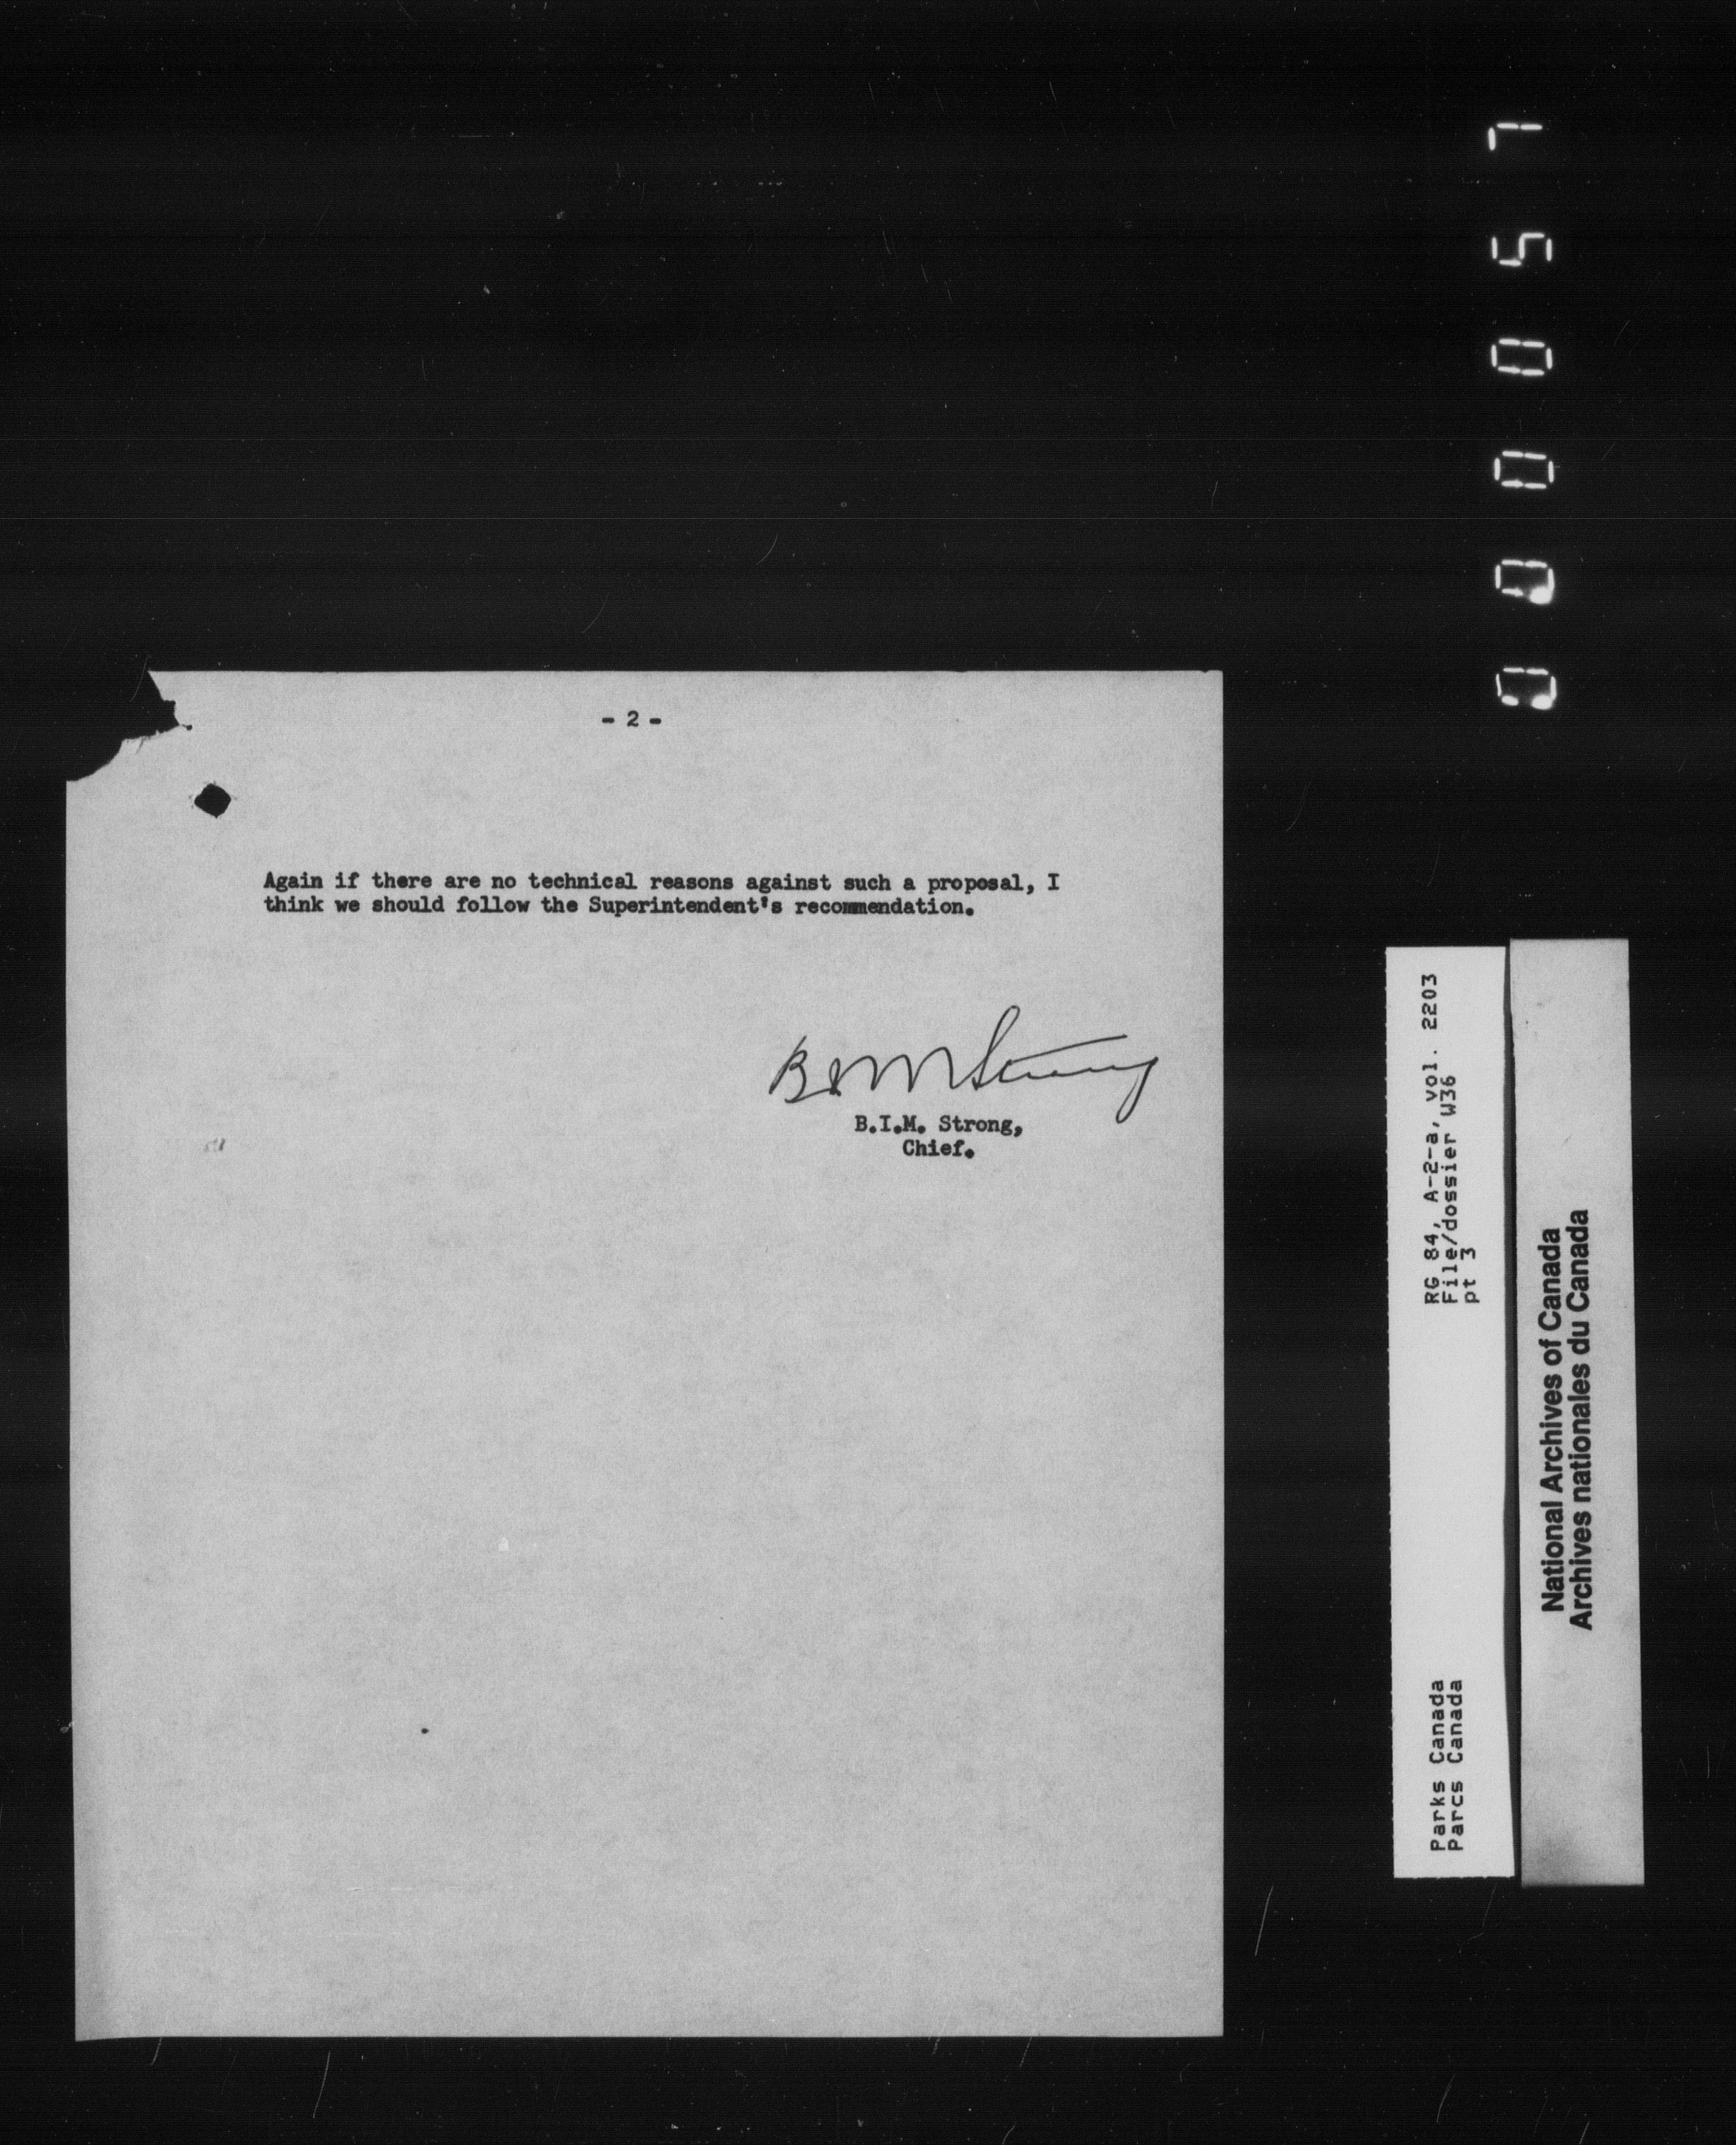 000057
- 2 -
Again if there are no technical reasons against such a proposal, I
think we should follow the Superintendent's recommendation.
B I M Strong
B.I.M. Strong,
Chief.
Parks Canada
Parcs Canada
RG 84, A-2-a, vol. 2203
File/dossier W36
pt 3
National Archives of Canada
Archives nationales du Canada